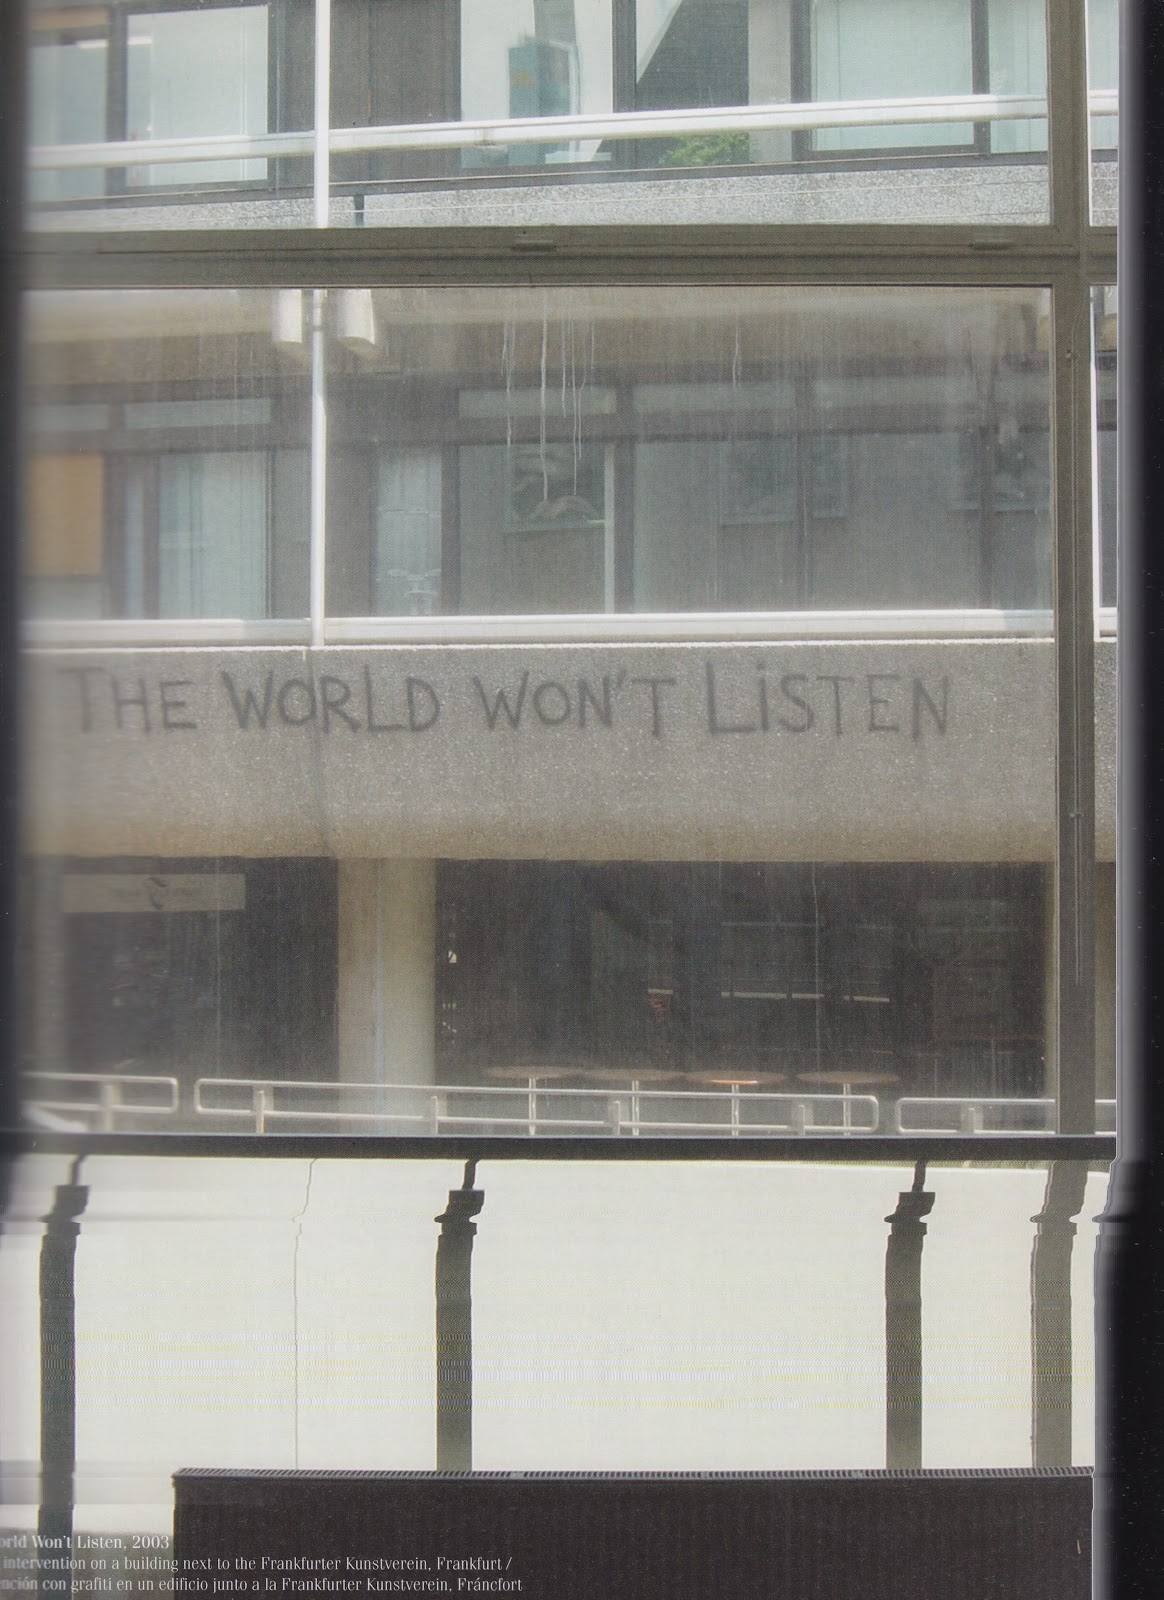 THE WORLD WON'T LiSTEN
orld Won't Listen, 2003
intervention on a building next to the Frankfurter Kunstverein, Frankfurt /
nción con grafiti en un edificio junto a la Frankfurter Kunstverein, Fráncfort